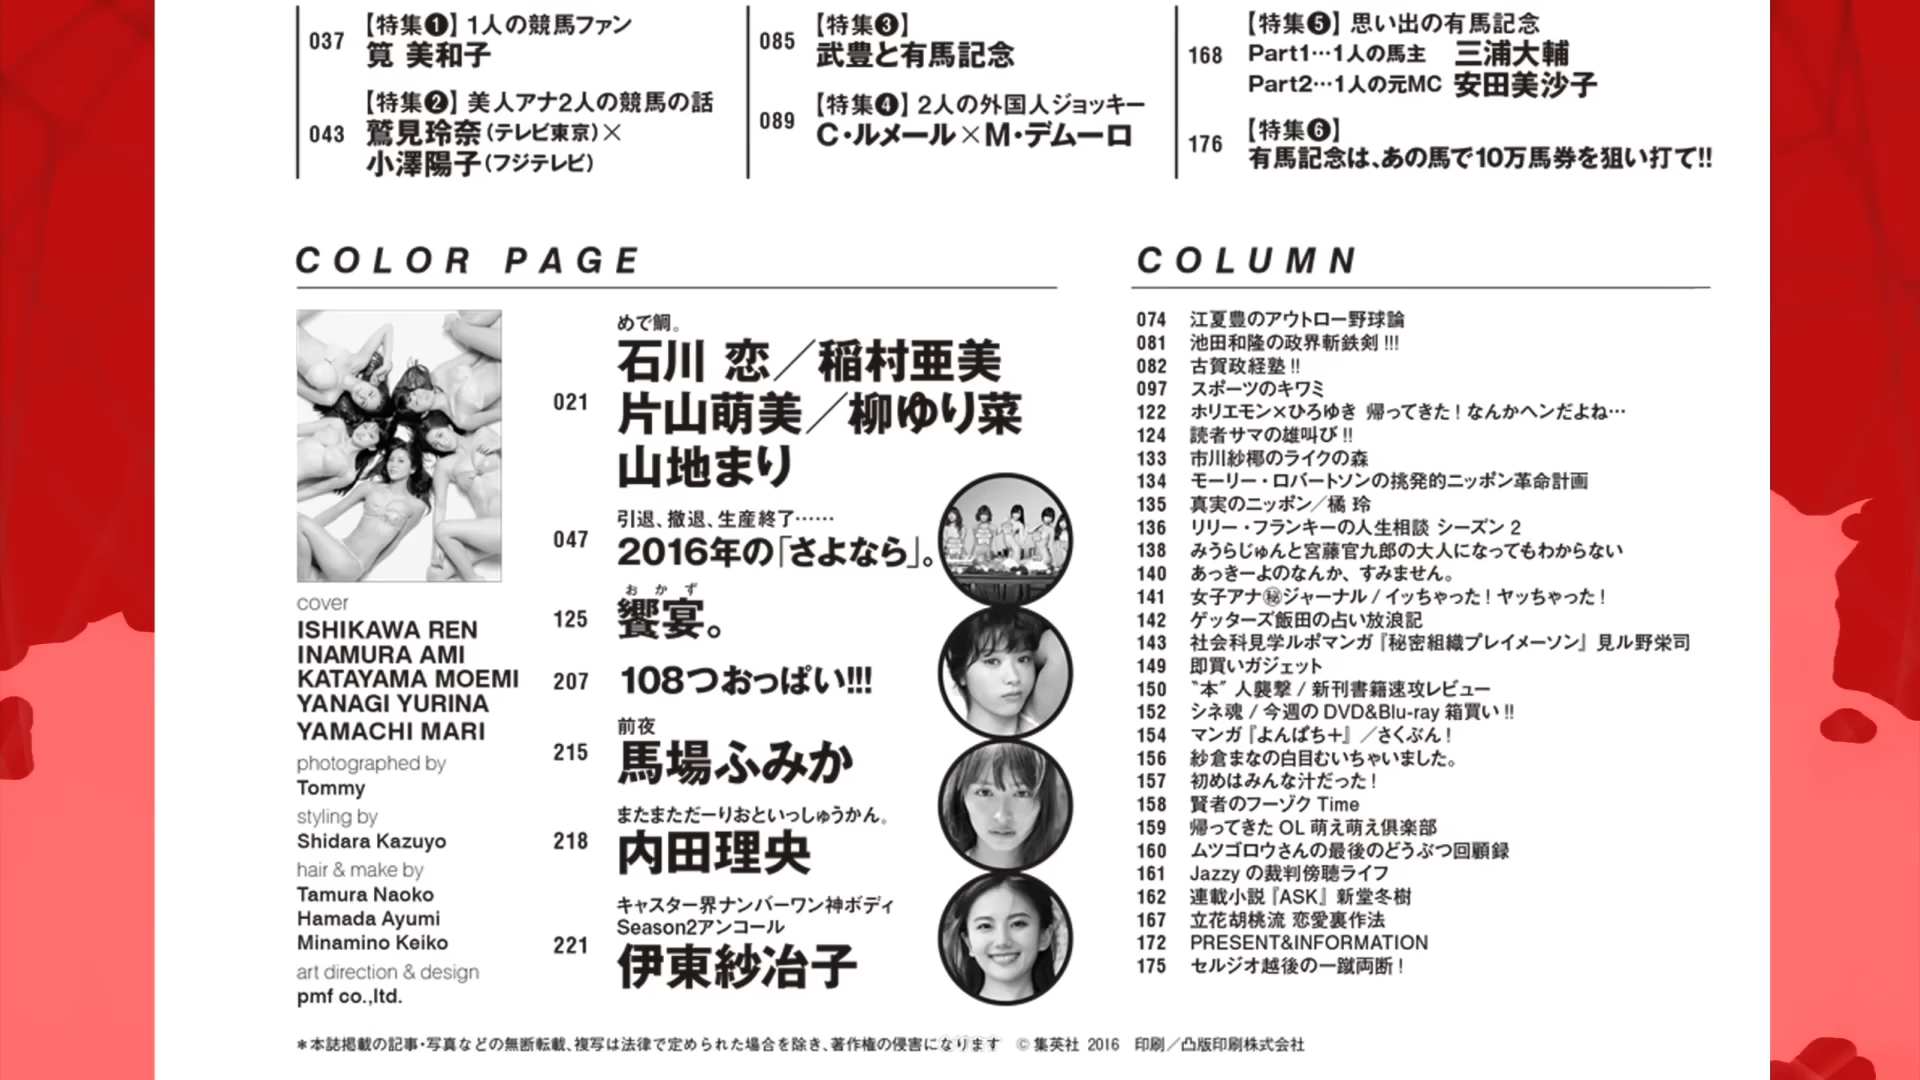 037
【特集❶】1人の競馬ファン
筧 美和子
043
【特集❷】美人アナ2人の競馬の話
鷲見玲奈(テレビ東京)×
小澤陽子(フジテレビ)
085
【特集❸】
武豊と有馬記念
089
【特集❹】2人の外国人ジョッキー
C・ルメール×M・デムーロ
168
【特集❺】思い出の有馬記念
Part1…1人の馬主 三浦大輔
Part2…1人の元MC 安田美沙子
176
【特集❻】
有馬記念は、あの馬で10万馬券を狙い打て!!
COLOR PAGE
cover
ISHIKAWA REN
INAMURA AMI
KATAYAMA MOEMI
YANAGI YURINA
YAMACHI MARI
photographed by
Tommy
styling by
Shidara Kazuyo
hair & make by
Tamura Naoko
Hamada Ayumi
Minamino Keiko
art direction & design
pmf co.,ltd.
021
めで鯛。
石川 恋／稲村亜美
片山萌美／柳ゆり菜
山地まり
047
引退、撤退、生産終了……
2016年の「さよなら」。
125
おかず
饗宴。
207
108つおっぱい!!!
215
前夜
馬場ふみか
218
またまただーりおといっしゅうかん。
内田理央
221
キャスター界ナンバーワン神ボディ
Season2アンコール
伊東紗冶子
COLUMN
074 江夏豊のアウトロー野球論
081 池田和隆の政界斬鉄剣!!!
082 古賀政経塾!!
097 スポーツのキワミ
122 ホリエモン×ひろゆき 帰ってきた!なんかヘンだよね…
124 読者サマの雄叫び!!
133 市川紗椰のライクの森
134 モーリー・ロバートソンの挑発的ニッポン革命計画
135 真実のニッポン／橘 玲
136 リリー・フランキーの人生相談 シーズン2
138 みうらじゅんと宮藤官九郎の大人になってもわからない
140 あっきーよのなんか、すみません。
141 女子アナ㊙ジャーナル/イッちゃった!ヤッちゃった!
142 ゲッターズ飯田の占い放浪記
143 社会科見学ルポマンガ『秘密組織プレイメーソン』見ル野栄司
149 即買いガジェット
150 〝本〟人襲撃/新刊書籍速攻レビュー
152 シネ魂/今週のDVD&Blu-ray箱買い!!
154 マンガ『よんぱち＋』／さくぶん!
156 紗倉まなの白目むいちゃいました。
157 初めはみんな汁だった!
158 賢者のフーゾクTime
159 帰ってきたOL萌え萌え倶楽部
160 ムツゴロウさんの最後のどうぶつ回顧録
161 Jazzyの裁判傍聴ライフ
162 連載小説『ASK』新堂冬樹
167 立花胡桃流 恋愛裏作法
172 PRESENT&INFORMATION
175 セルジオ越後の一蹴両断!
＊本誌掲載の記事・写真などの無断転載、複写は法律で定められた場合を除き、著作権の侵害になります ©集英社 2016 印刷／凸版印刷株式会社